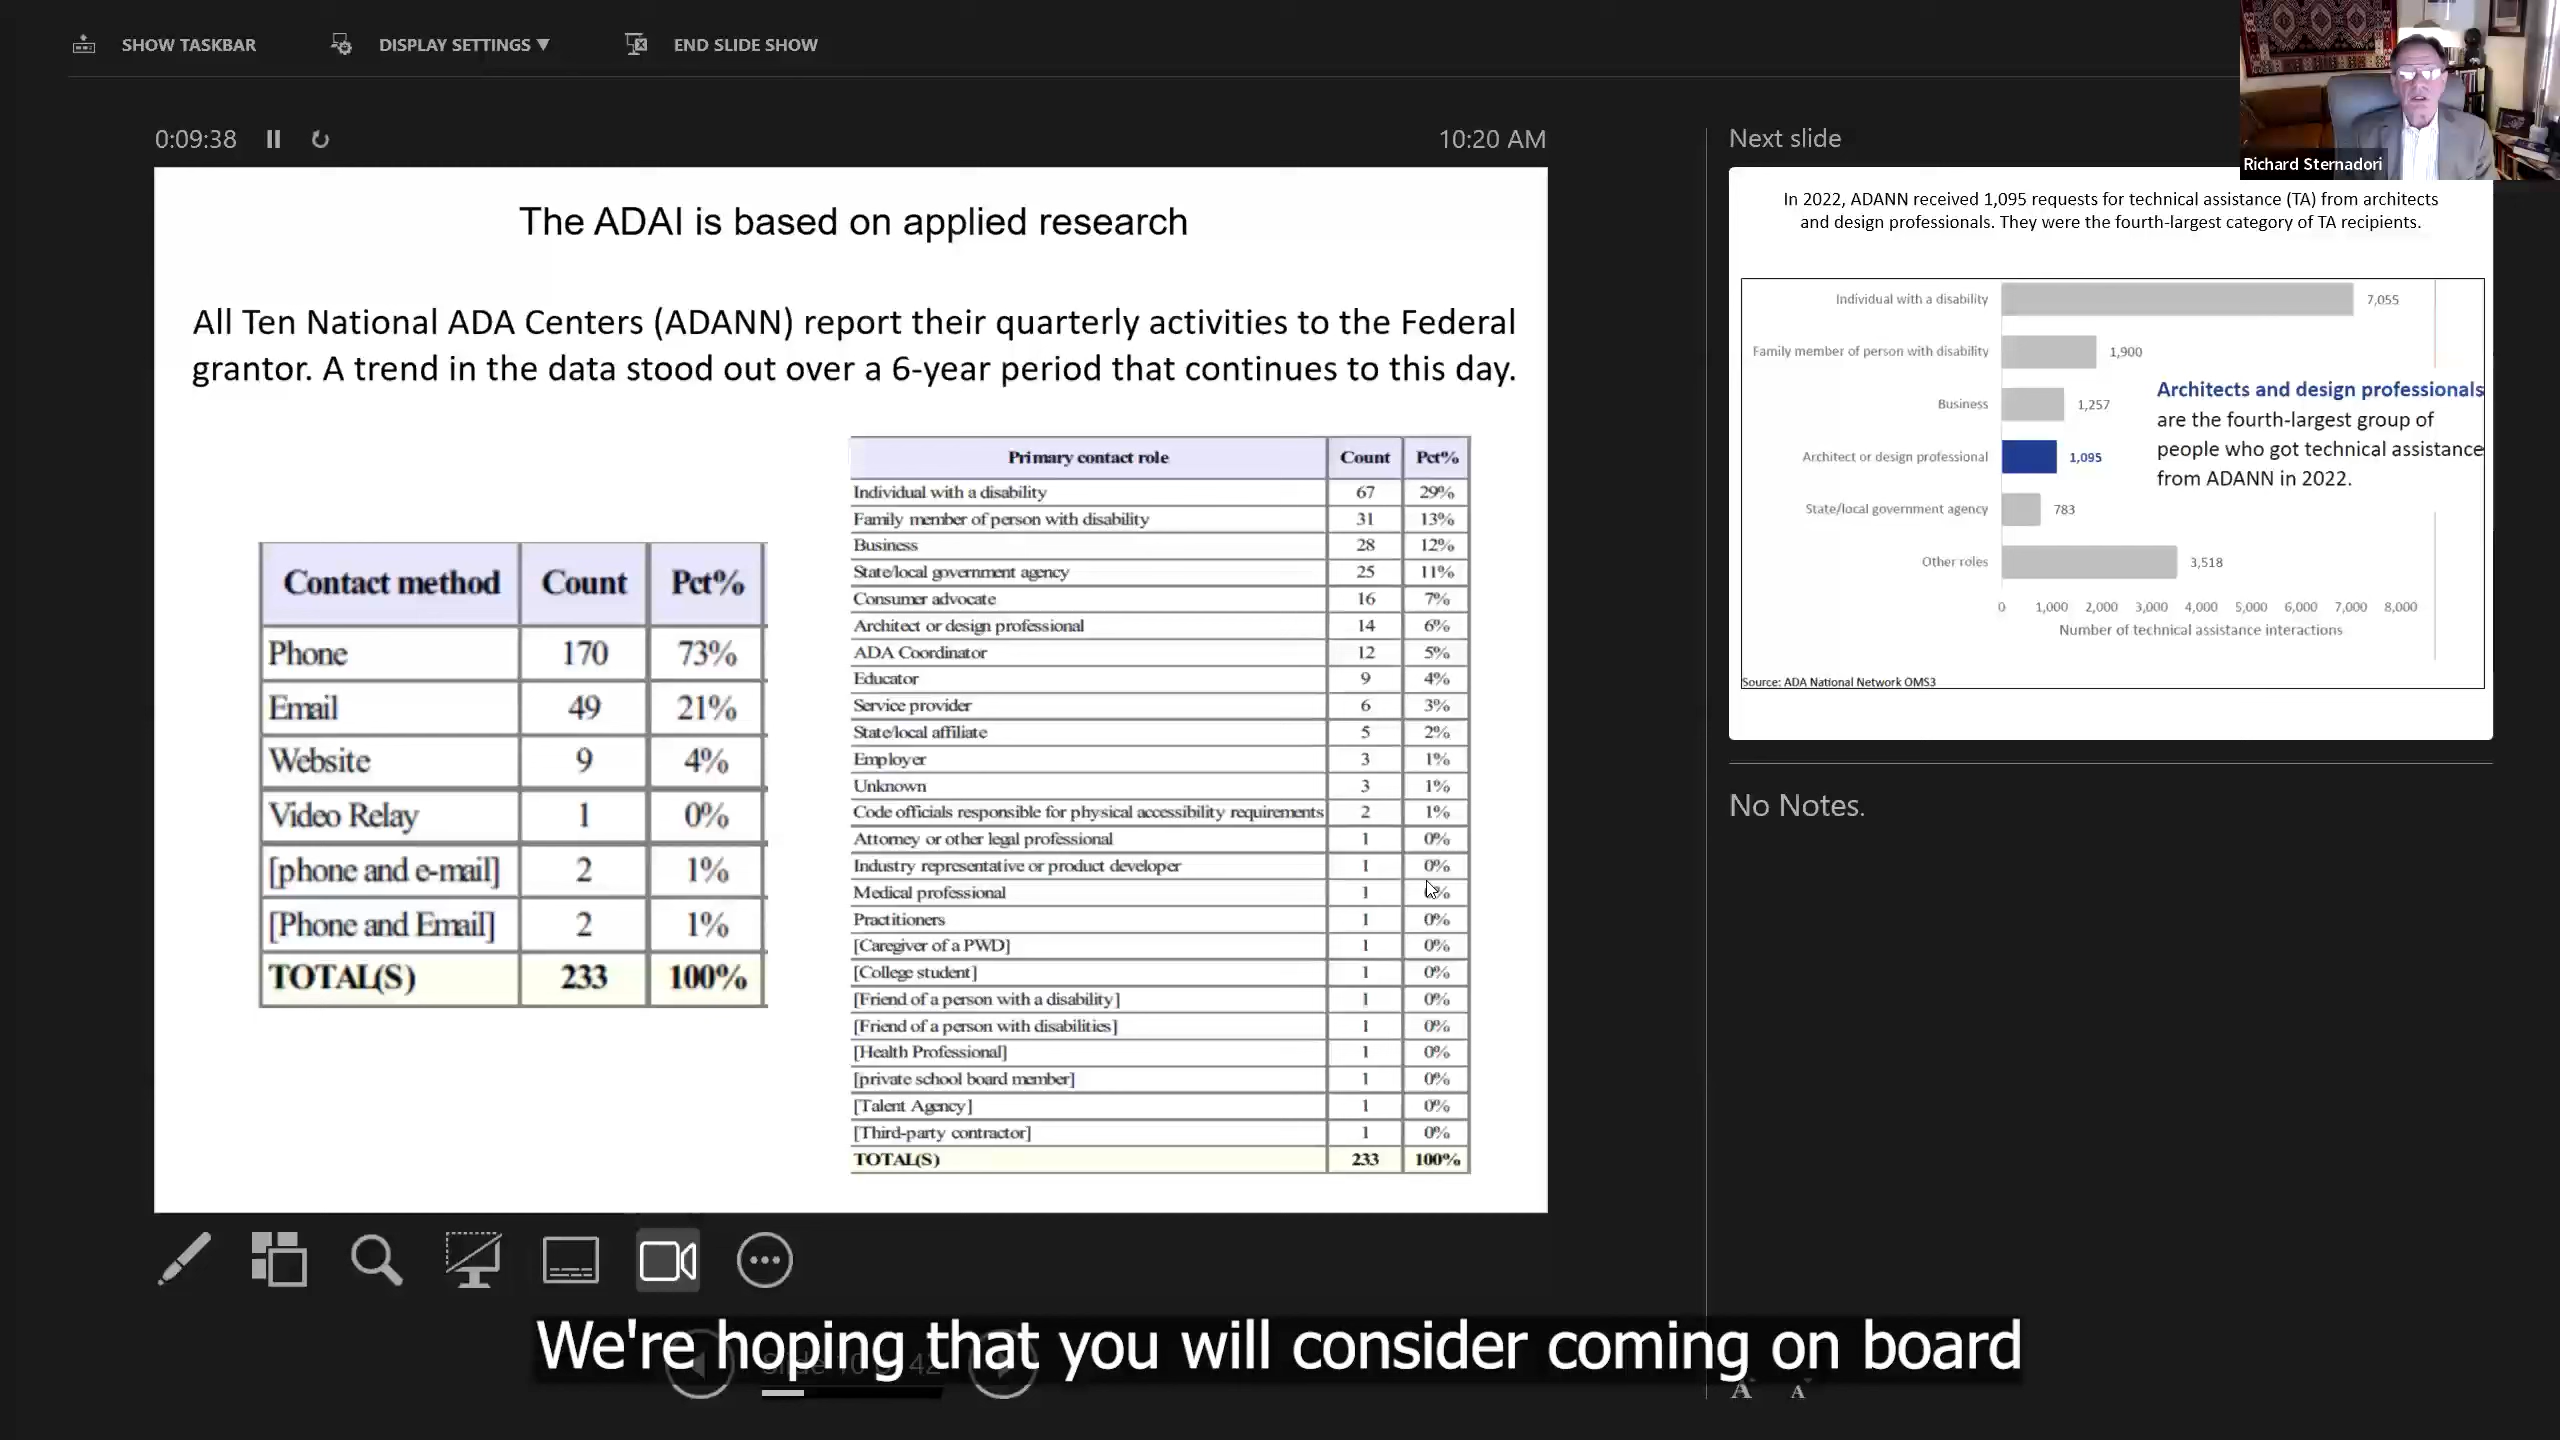 SHOW TASKBAR DISPLAY SETTINGS ▼ END SLIDE SHOW
Richard Sternadori
0:09:38 10:20 AM
The ADAI is based on applied research
All Ten National ADA Centers (ADANN) report their quarterly activities to the Federal
grantor. A trend in the data stood out over a 6-year period that continues to this day.
Contact method Count Pct%
Phone 170 73%
Email 49 21%
Website 9 4%
Video Relay 1 0%
[phone and e-mail] 2 1%
[Phone and Email] 2 1%
TOTAL(S) 233 100%
Primary contact role Count Pct%
Individual with a disability 67 29%
Family member of person with disability 31 13%
Business 28 12%
State/local government agency 25 11%
Consumer advocate 16 7%
Architect or design professional 14 6%
ADA Coordinator 12 5%
Educator 9 4%
Service provider 6 3%
State/local affiliate 5 2%
Employer 3 1%
Unknown 3 1%
Code officials responsible for physical accessibility requirements 2 1%
Attorney or other legal professional 1 0%
Industry representative or product developer 1 0%
Medical professional 1 0%
Practitioners 1 0%
[Caregiver of a PWD] 1 0%
[College student] 1 0%
[Friend of a person with a disability] 1 0%
[Friend of a person with disabilities] 1 0%
[Health Professional] 1 0%
[private school board member] 1 0%
[Talent Agency] 1 0%
[Third-party contractor] 1 0%
TOTAL(S) 233 100%
Next slide
In 2022, ADANN received 1,095 requests for technical assistance (TA) from architects
and design professionals. They were the fourth-largest category of TA recipients.
Individual with a disability 7,055
Family member of person with disability 1,900
Business 1,257
Architect or design professional 1,095
State/local government agency 783
Other roles 3,518
Architects and design professionals
are the fourth-largest group of
people who got technical assistance
from ADANN in 2022.
0 1,000 2,000 3,000 4,000 5,000 6,000 7,000 8,000
Number of technical assistance interactions
Source: ADA National Network OMS3
No Notes.
We're hoping that you will consider coming on board
A A